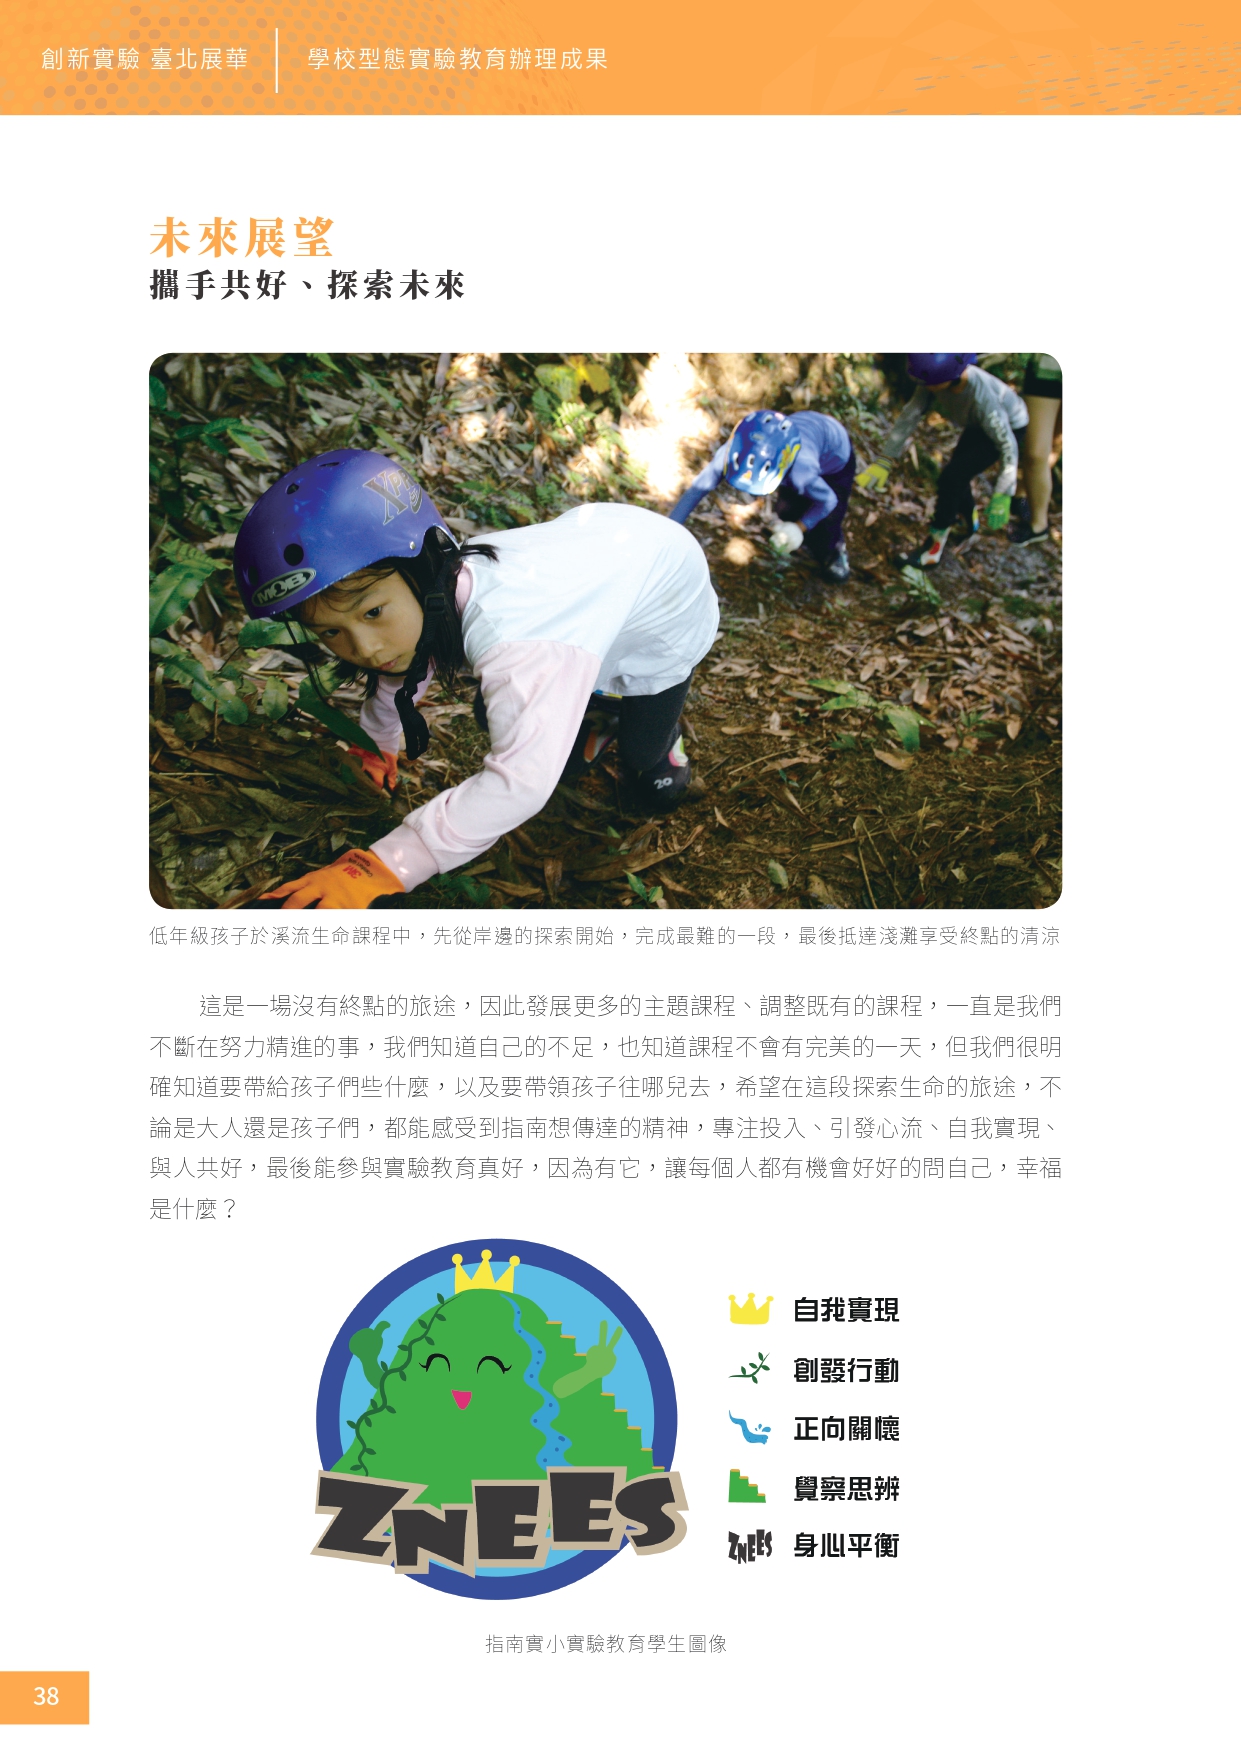 創新實驗 臺北展華
學校型態實驗教育辦理成果
未來展望
攜手共好、探索未來
MOB
20
3M
低年級孩子於溪流生命課程中，先從岸邊的探索開始，完成最難的一段，最後抵達淺灘享受終點的清涼
這是一場沒有終點的旅途，因此發展更多的主題課程、調整既有的課程，一直是我們
不斷在努力精進的事，我們知道自己的不足，也知道課程不會有完美的一天，但我們很明
確知道要帶給孩子們些什麼，以及要帶領孩子往哪兒去，希望在這段探索生命的旅途，不
論是大人還是孩子們，都能感受到指南想傳達的精神，專注投入、引發心流、自我實現、
與人共好，最後能參與實驗教育真好，因為有它，讓每個人都有機會好好的問自己，幸福
是什麼？
ZNEES
自我實現
創發行動
正向關懷
覺察思辨
ZNEES 身心平衡
指南實小實驗教育學生圖像
38